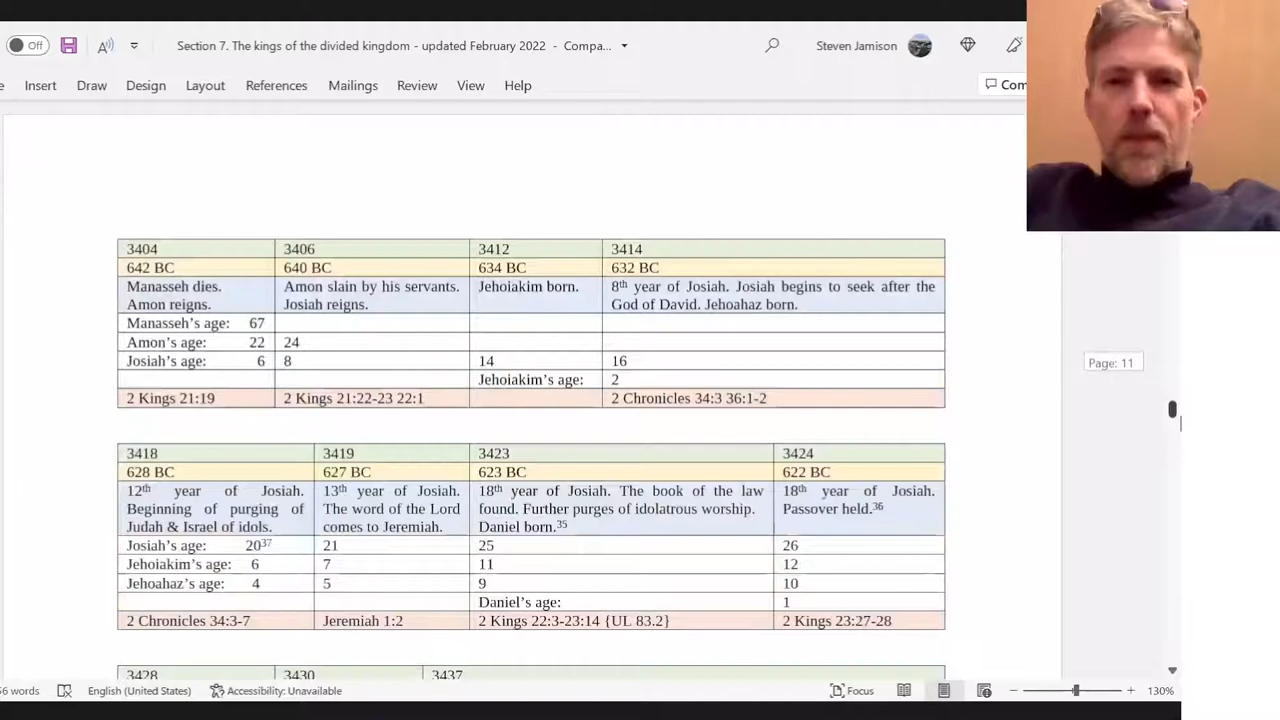 Off
Section 7. The kings of the divided kingdom - updated February 2022 - Compa...
Steven Jamison
Insert Draw Design Layout References Mailings Review View Help
Com
3404 3406 3412 3414
642 BC 640 BC 634 BC 632 BC
Manasseh dies. Amon slain by his servants. Jehoiakim born. 8th year of Josiah. Josiah begins to seek after the
Amon reigns. Josiah reigns. God of David. Jehoahaz born.
Manasseh's age: 67
Amon's age: 22 24
Josiah's age: 6 8 14 16
Jehoiakim's age: 2
2 Kings 21:19 2 Kings 21:22-23 22:1 2 Chronicles 34:3 36:1-2
Page: 11
3418 3419 3423 3424
628 BC 627 BC 623 BC 622 BC
12th year of Josiah. 13th year of Josiah. 18th year of Josiah. The book of the law 18th year of Josiah.
Beginning of purging of The word of the Lord found. Further purges of idolatrous worship. Passover held.36
Judah & Israel of idols. comes to Jeremiah. Daniel born.35
Josiah's age: 2037 21 25 26
Jehoiakim's age: 6 7 11 12
Jehoahaz's age: 4 5 9 10
Daniel's age: 1
2 Chronicles 34:3-7 Jeremiah 1:2 2 Kings 22:3-23:14 {UL 83.2} 2 Kings 23:27-28
3428 3430 3437
56 words English (United States) Accessibility: Unavailable Focus 130%